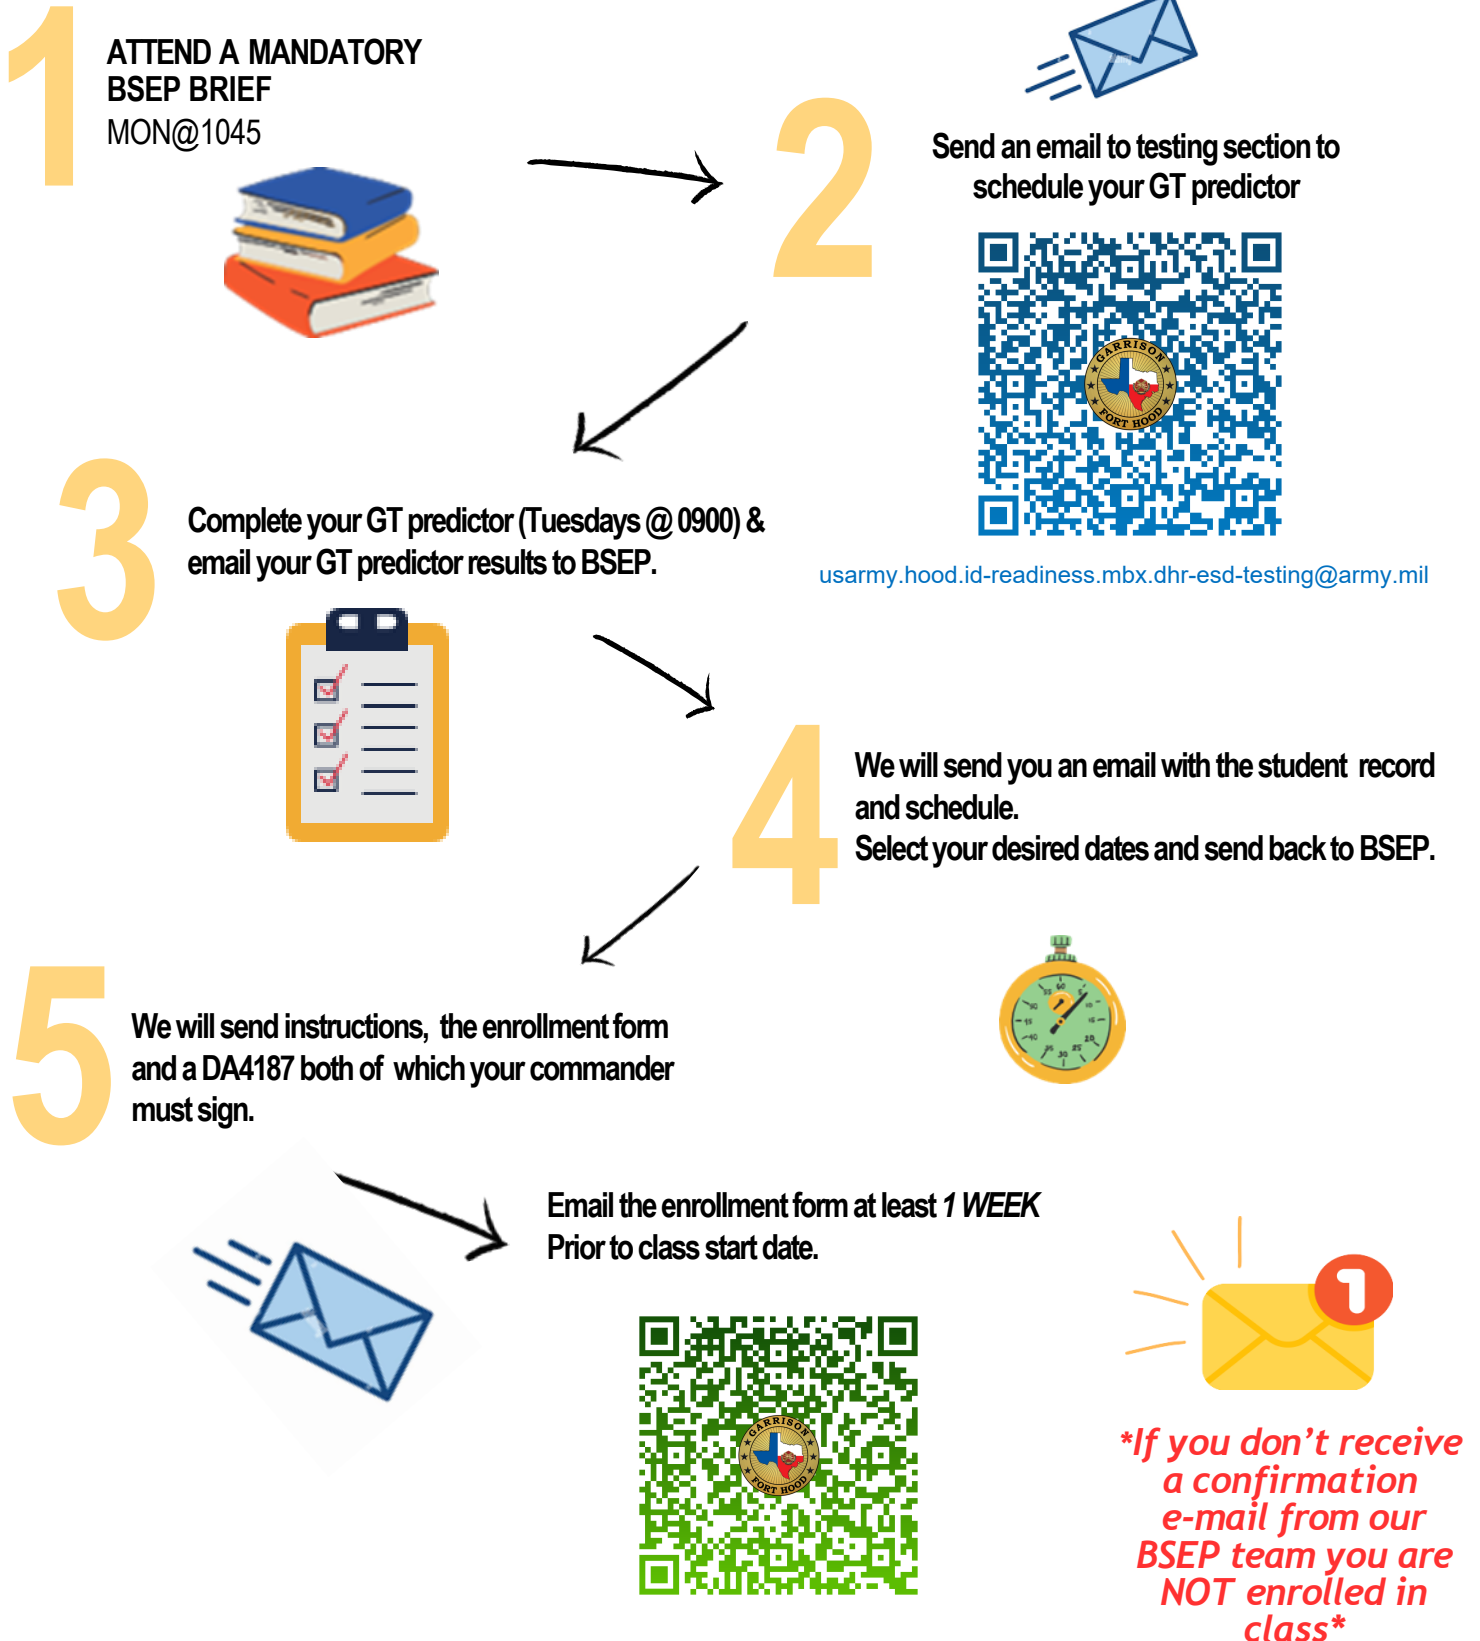 1
ATTEND A MANDATORY
BSEP BRIEF
MON@1045
2
Send an email to testing section to
schedule your GT predictor
GARRISON
FORT HOOD
usarmy.hood.id-readiness.mbx.dhr-esd-testing@army.mil
3
Complete your GT predictor (Tuesdays @ 0900) &
email your GT predictor results to BSEP.
4
We will send you an email with the student record
and schedule.
Select your desired dates and send back to BSEP.
5
We will send instructions, the enrollment form
and a DA4187 both of which your commander
must sign.
Email the enrollment form at least 1 WEEK
Prior to class start date.
GARRISON
FORT HOOD
1
*If you don't receive
a confirmation
e-mail from our
BSEP team you are
NOT enrolled in
class*